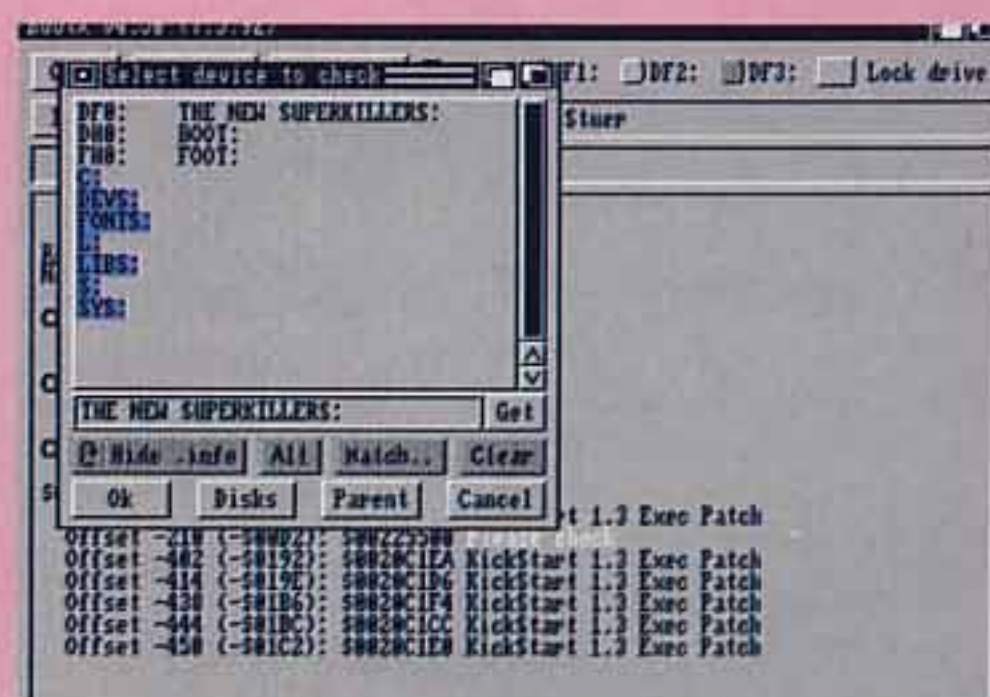 Select device to check
F1: DF2: DF3: Lock drive
DF0: THE NEW SUPERKILLERS:
DH0: BOOT:
FH0: FOOT:
C:
DEVS:
FONTS:
L:
LIBS:
S:
SYS:
THE NEW SUPERKILLERS: Get
Hide .info All Match.. Clear
Ok Disks Parent Cancel
t 1.3 Exec Patch
Offset -210 (-$00D2):
Offset -402 (-$0192): $0020C1EA KickStart 1.3 Exec Patch
Offset -414 (-$019E): $0020C1D6 KickStart 1.3 Exec Patch
Offset -438 (-$01B6): $0020C1F4 KickStart 1.3 Exec Patch
Offset -444 (-$01BC): $0020C1CC KickStart 1.3 Exec Patch
Offset -450 (-$01C2): $0020C1E0 KickStart 1.3 Exec Patch